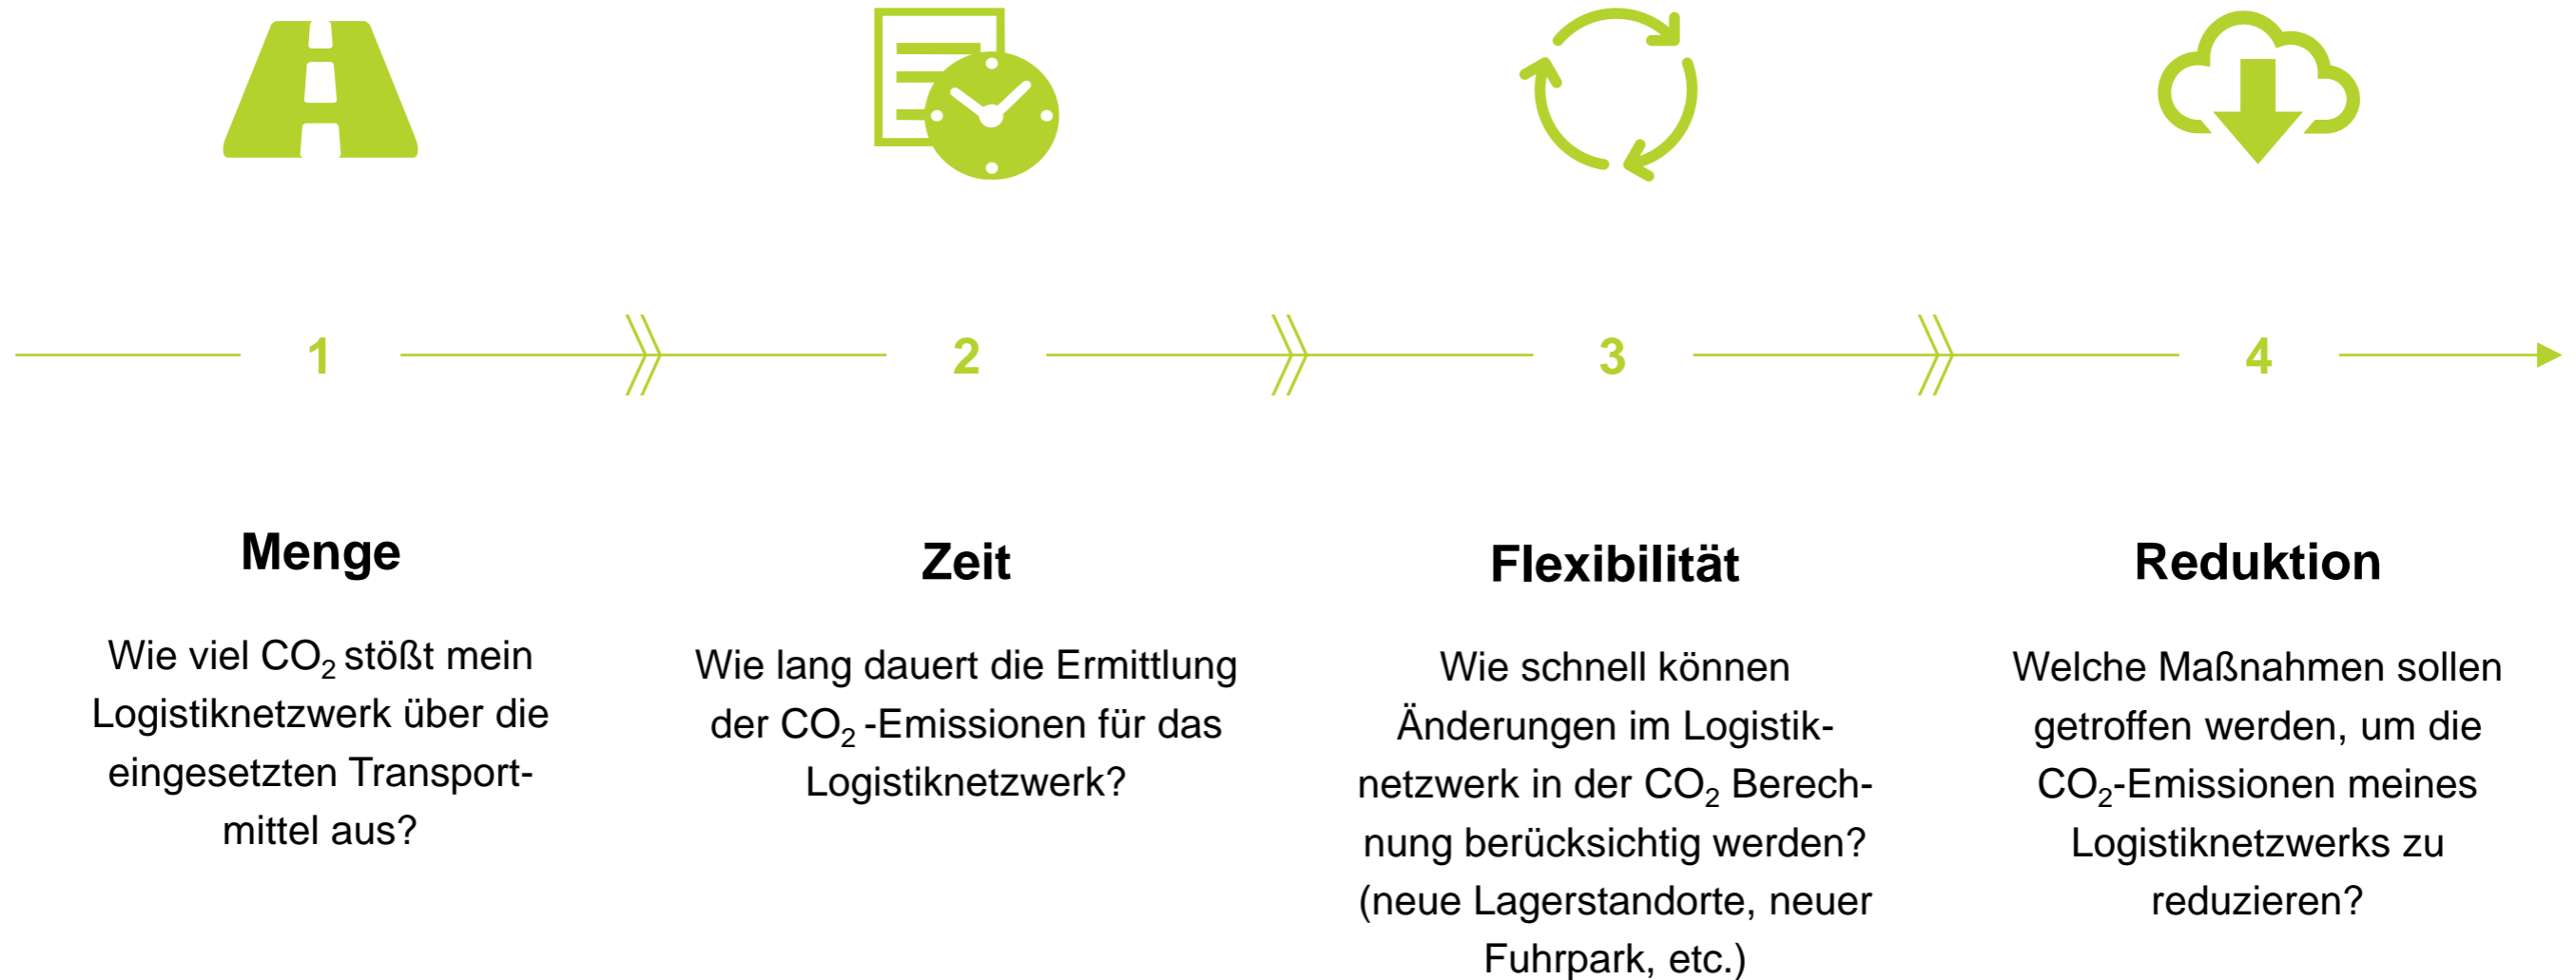 1
2
3
4
Menge
Wie viel CO₂ stößt mein
Logistiknetzwerk über die
eingesetzten Transport-
mittel aus?
Zeit
Wie lang dauert die Ermittlung
der CO₂ -Emissionen für das
Logistiknetzwerk?
Flexibilität
Wie schnell können
Änderungen im Logistik-
netzwerk in der CO₂ Berech-
nung berücksichtig werden?
(neue Lagerstandorte, neuer
Fuhrpark, etc.)
Reduktion
Welche Maßnahmen sollen
getroffen werden, um die
CO₂-Emissionen meines
Logistiknetzwerks zu
reduzieren?